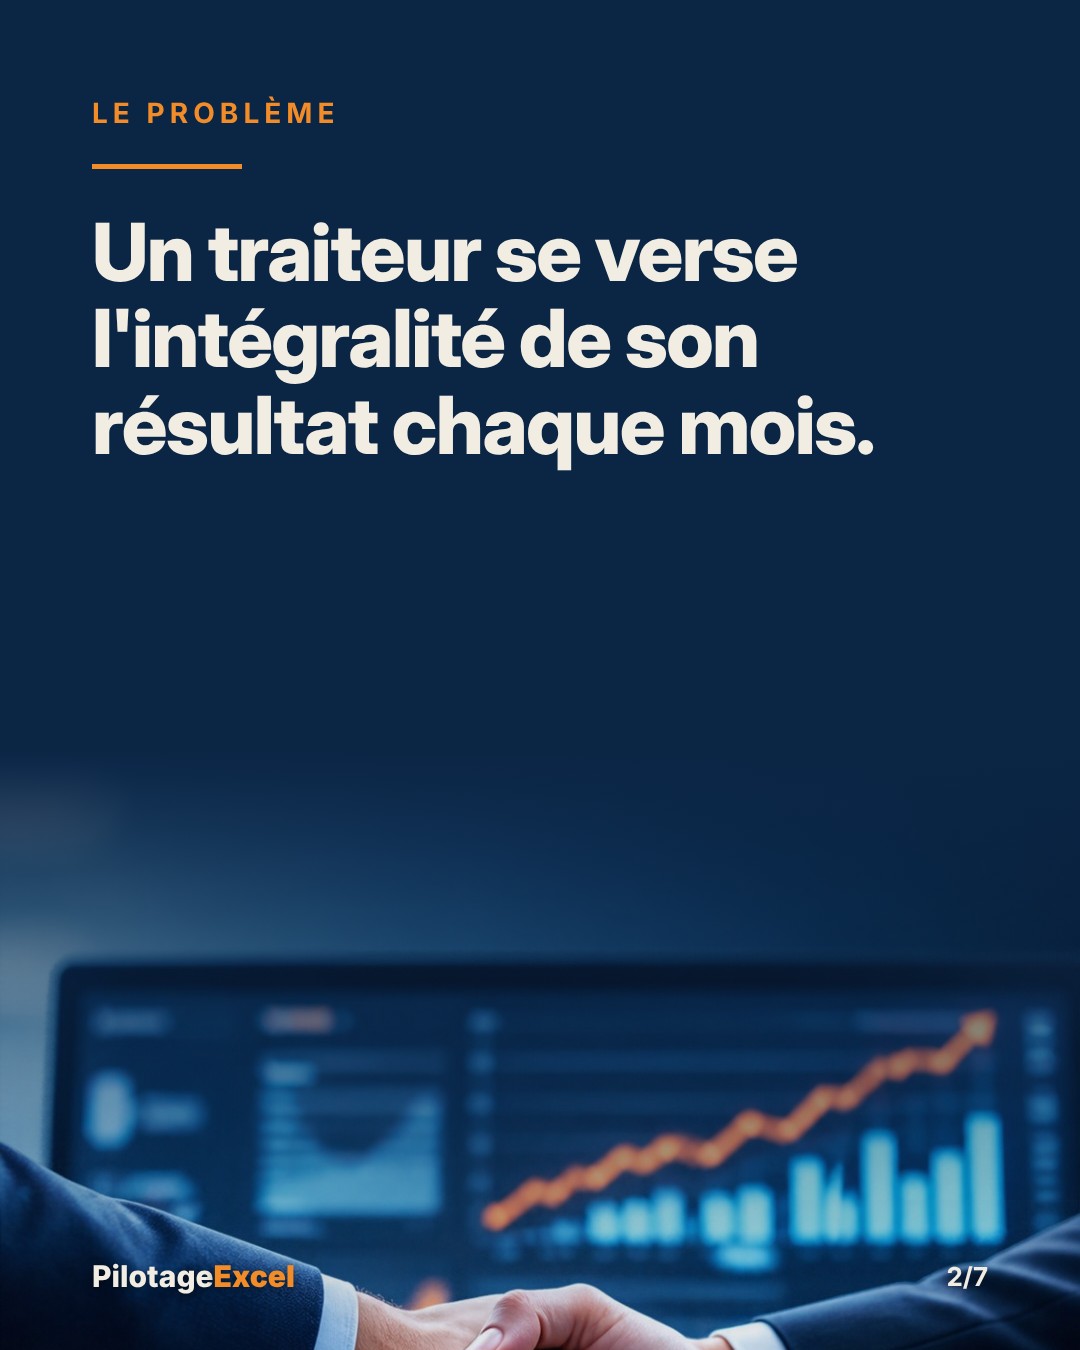 LE PROBLÈME
Un traiteur se verse
l'intégralité de son
résultat chaque mois.
PilotageExcel
2/7